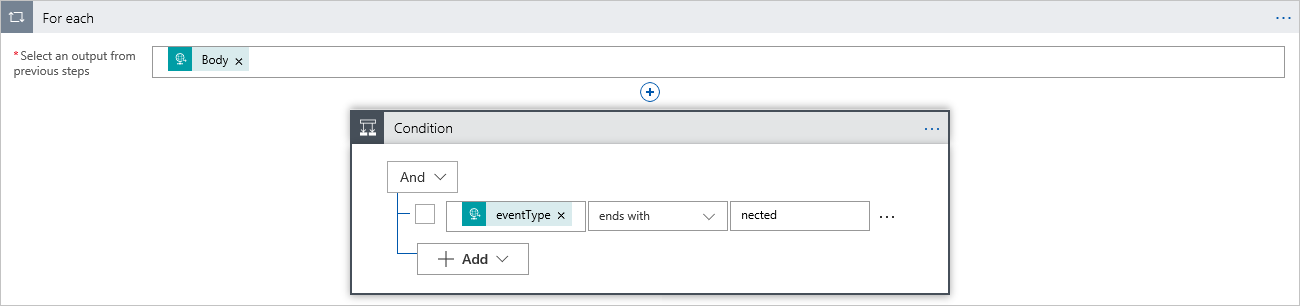 For each
*Select an output from
previous steps
Body ×
Condition
And
eventType × ends with nected
Add